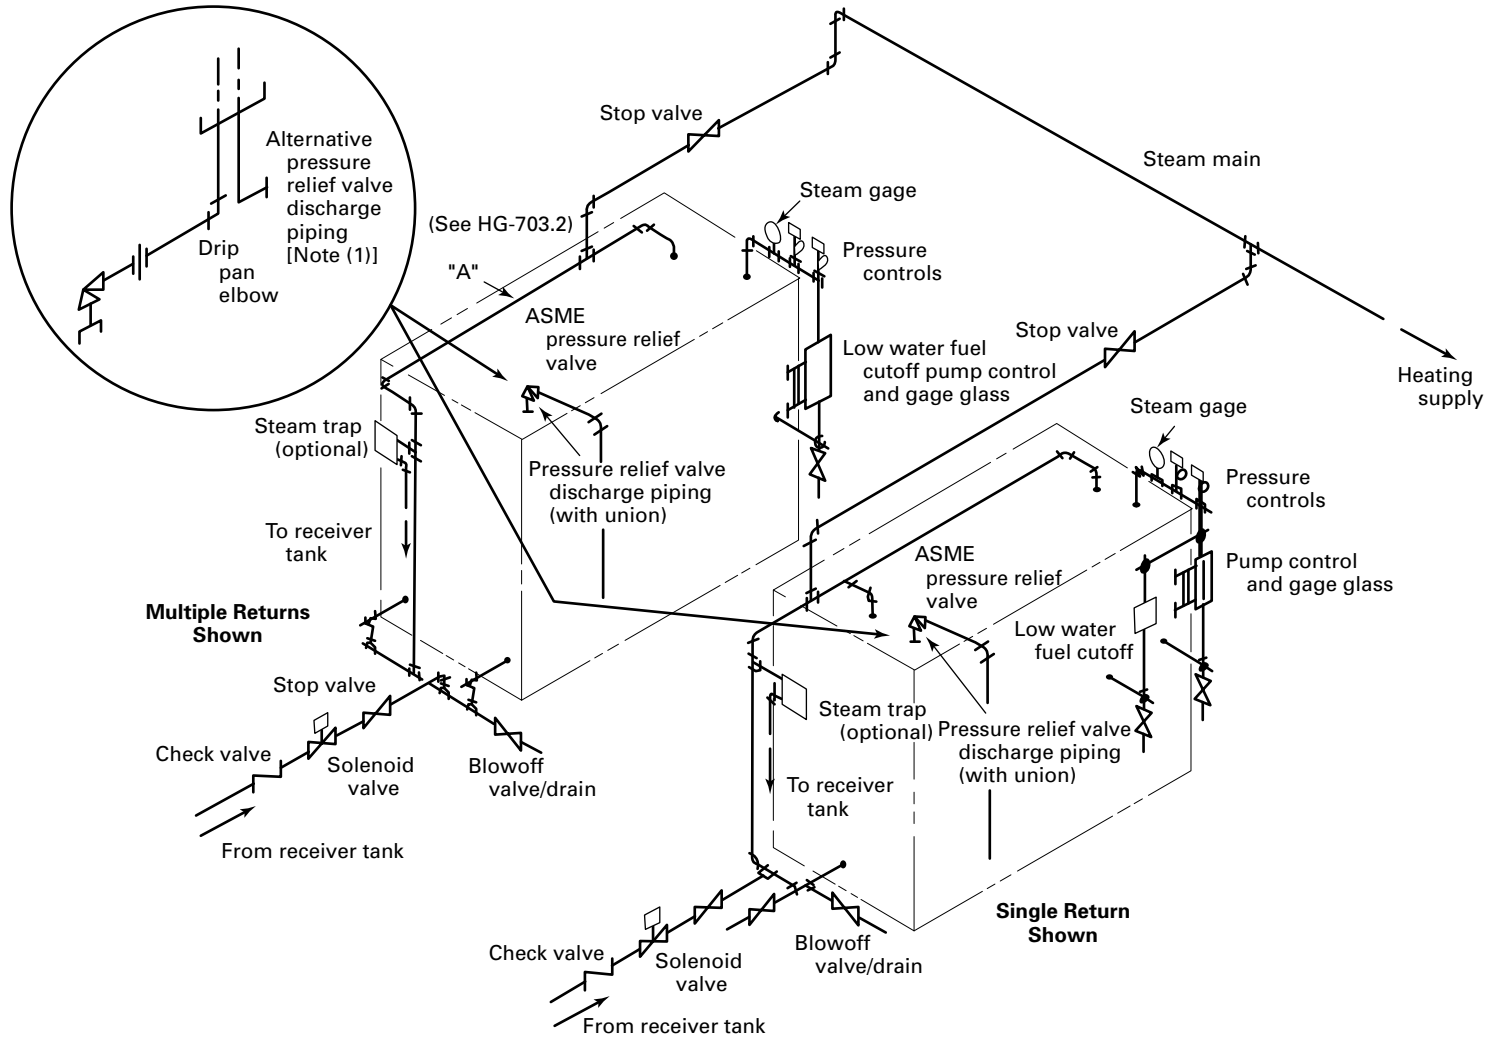 Stop valve
Steam main
Alternative
pressure
relief valve
discharge
piping
[Note (1)]
Drip
pan
elbow
(See HG-703.2)
"A"
Steam gage
Pressure
controls
ASME
pressure relief
valve
Low water fuel
cutoff pump control
and gage glass
Stop valve
Heating
supply
Steam trap
(optional)
Pressure relief valve
discharge piping
(with union)
To receiver
tank
Multiple Returns
Shown
Stop valve
Check valve
Solenoid
valve
Blowoff
valve/drain
From receiver tank
Steam gage
Pressure
controls
ASME
pressure relief
valve
Pump control
and gage glass
Low water
fuel cutoff
Steam trap
(optional)
Pressure relief valve
discharge piping
(with union)
To receiver
tank
Single Return
Shown
Check valve
Solenoid
valve
Blowoff
valve/drain
From receiver tank